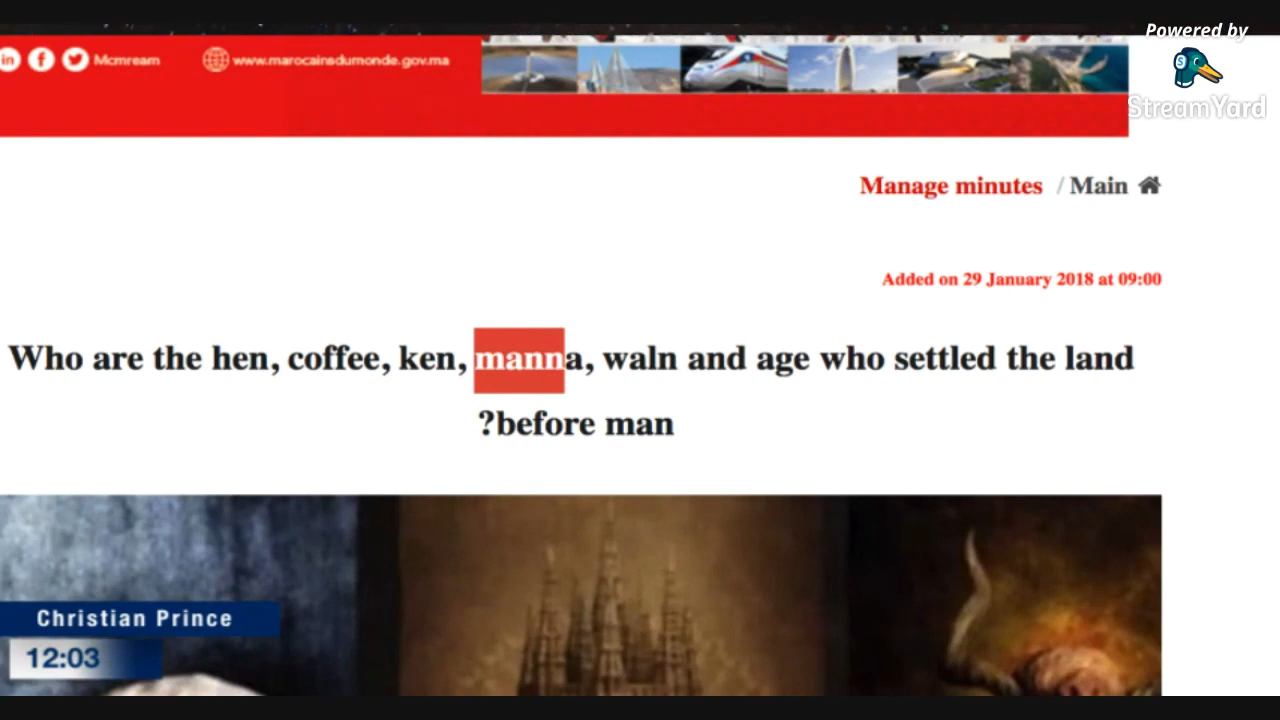 Powered by
StreamYard
in f Mcmream www.marocainsdumonde.gov.ma
Manage minutes / Main
Added on 29 January 2018 at 09:00
Who are the hen, coffee, ken, manna, waln and age who settled the land
?before man
Christian Prince
12:03